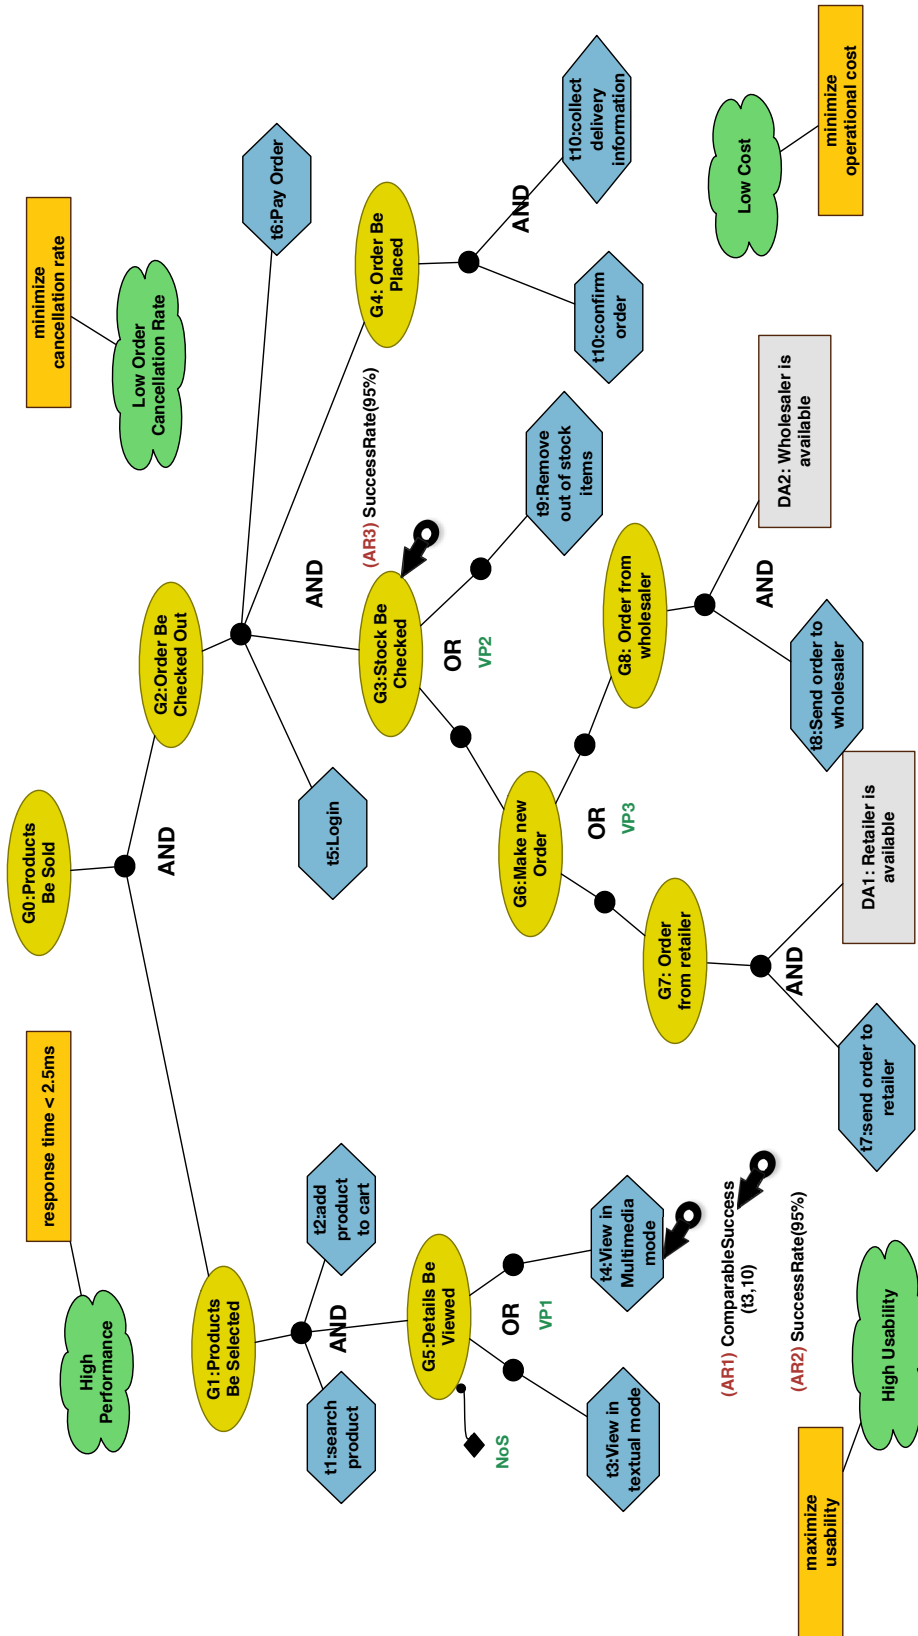 G0:Products
Be Sold
AND
response time < 2.5ms
High
Performance
minimize
cancellation rate
Low Order
Cancellation Rate
G1:Products
Be Selected
G2:Order Be
Checked Out
t1:search
product
AND
t2:add
product
to cart
t5:Login
AND
t6:Pay Order
G5:Details Be
Viewed
NoS
OR
VP1
G3:Stock Be
Checked
(AR3) SuccessRate(95%)
OR
VP2
G4: Order Be
Placed
AND
t3:View in
textual mode
t4:View in
Multimedia
mode
G6:Make new
Order
t9:Remove
out of stock
items
t10:confirm
order
t10:collect
delivery
information
OR
VP3
(AR1) ComparableSuccess
(t3,10)
(AR2) SuccessRate(95%)
G7: Order
from retailer
G8: Order from
wholesaler
AND
AND
t7:send order to
retailer
DA1: Retailer is
available
t8:Send order to
wholesaler
DA2: Wholesaler is
available
Low Cost
minimize
operational cost
maximize
usability
High Usability